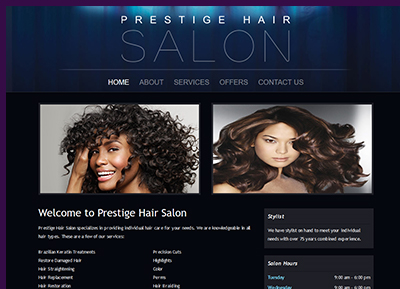 PRESTIGE HAIR
SALON
HOME ABOUT SERVICES OFFERS CONTACT US
Welcome to Prestige Hair Salon
Prestige Hair Salon specializes in providing individual hair care for your needs. We are knowledgeable in all
hair types. These are a few of our services:
Brazilian Keratin Treatments
Restore Damaged Hair
Hair Straightening
Hair Replacement
Hair Restoration
Precision Cuts
Highlights
Color
Perms
Hair Braiding
Stylist
We have stylist on hand to meet your individual
needs with over 75 years combined experience.
Salon Hours
Tuesday 9:00 am - 6:00 pm
Wednesday 9:00 am - 6:00 pm